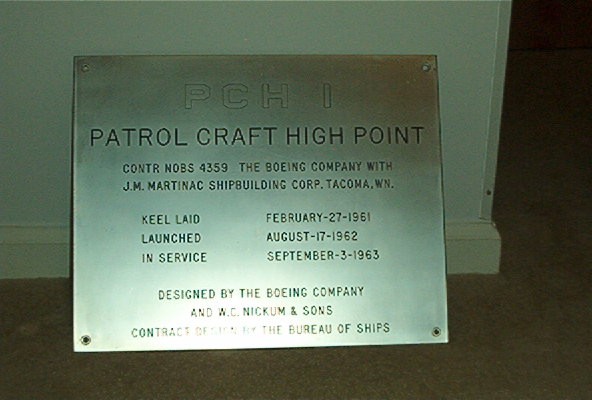 PCH 1
PATROL CRAFT HIGH POINT
CONTR NOBS 4359 THE BOEING COMPANY WITH
J.M. MARTINAC SHIPBUILDING CORP. TACOMA, WN.
KEEL LAID FEBRUARY-27-1961
LAUNCHED AUGUST-17-1962
IN SERVICE SEPTEMBER-3-1963
DESIGNED BY THE BOEING COMPANY
AND W.C. NICKUM & SONS
CONTRACT DESIGN BY THE BUREAU OF SHIPS